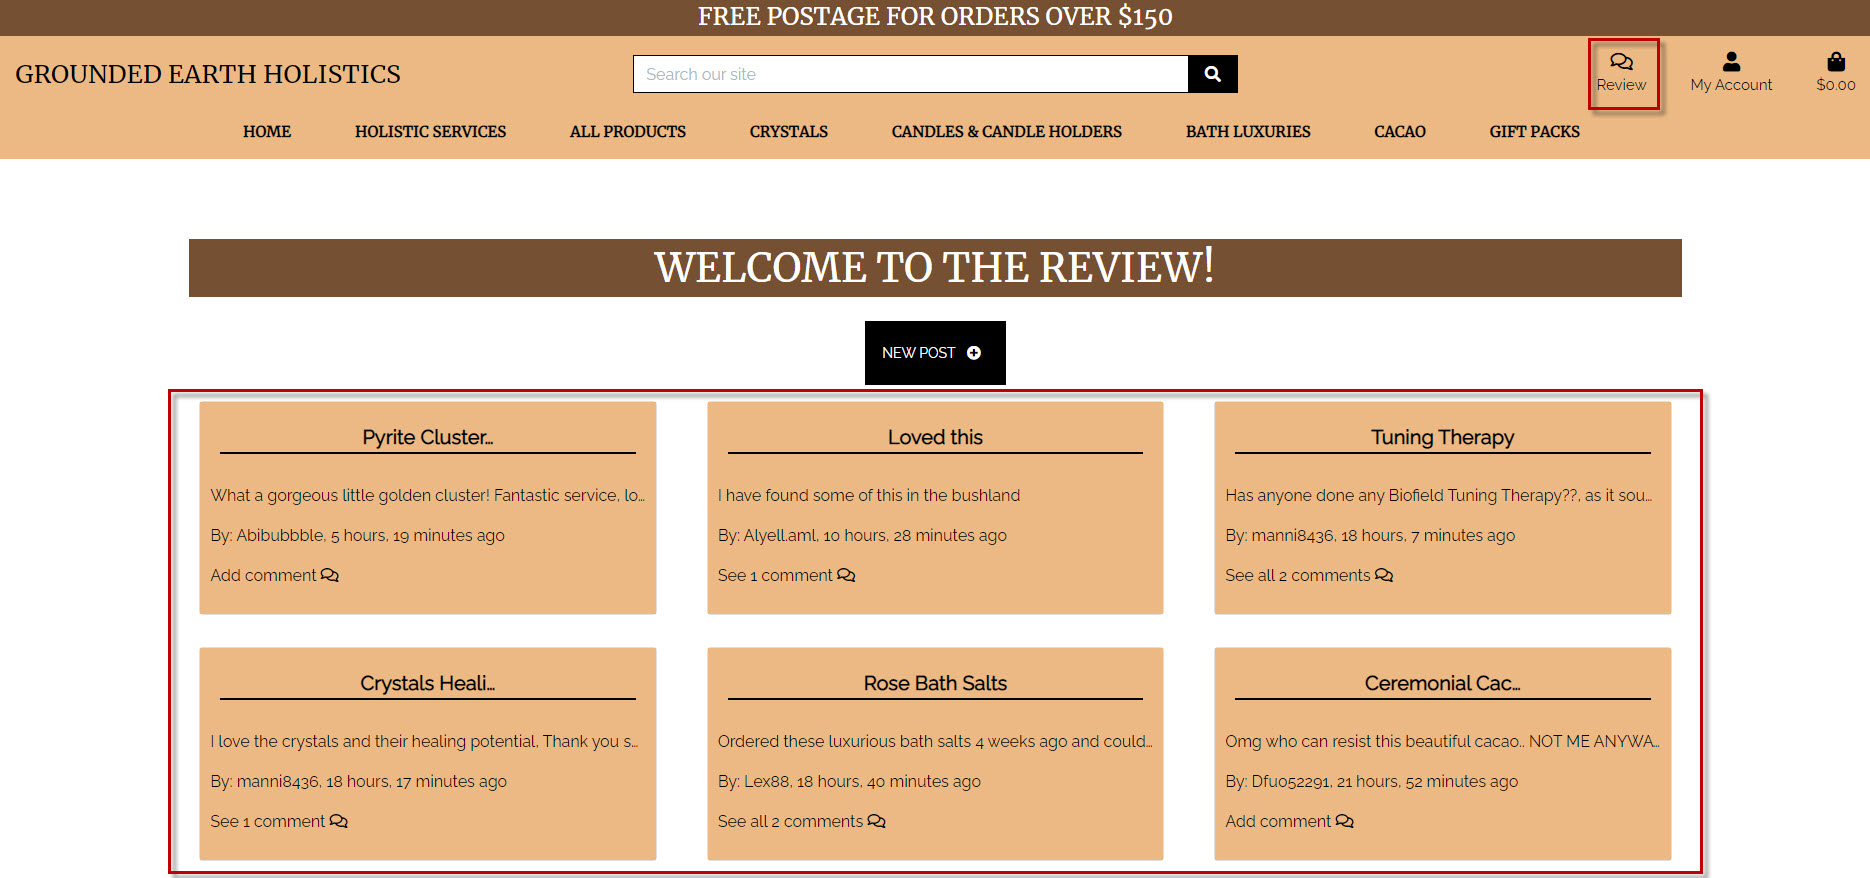 FREE POSTAGE FOR ORDERS OVER $150
GROUNDED EARTH HOLISTICS
Search our site
Review
My Account
$0.00
HOME
HOLISTIC SERVICES
ALL PRODUCTS
CRYSTALS
CANDLES & CANDLE HOLDERS
BATH LUXURIES
CACAO
GIFT PACKS
WELCOME TO THE REVIEW!
NEW POST
Pyrite Cluster…
What a gorgeous little golden cluster! Fantastic service, lo…
By: Abibubbble, 5 hours, 19 minutes ago
Add comment
Loved this
I have found some of this in the bushland
By: Alyell.aml, 10 hours, 28 minutes ago
See 1 comment
Tuning Therapy
Has anyone done any Biofield Tuning Therapy??, as it sou…
By: manni8436, 18 hours, 7 minutes ago
See all 2 comments
Crystals Heali…
I love the crystals and their healing potential, Thank you s…
By: manni8436, 18 hours, 17 minutes ago
See 1 comment
Rose Bath Salts
Ordered these luxurious bath salts 4 weeks ago and could…
By: Lex88, 18 hours, 40 minutes ago
See all 2 comments
Ceremonial Cac…
Omg who can resist this beautiful cacao.. NOT ME ANYWA…
By: Dfuo52291, 21 hours, 52 minutes ago
Add comment